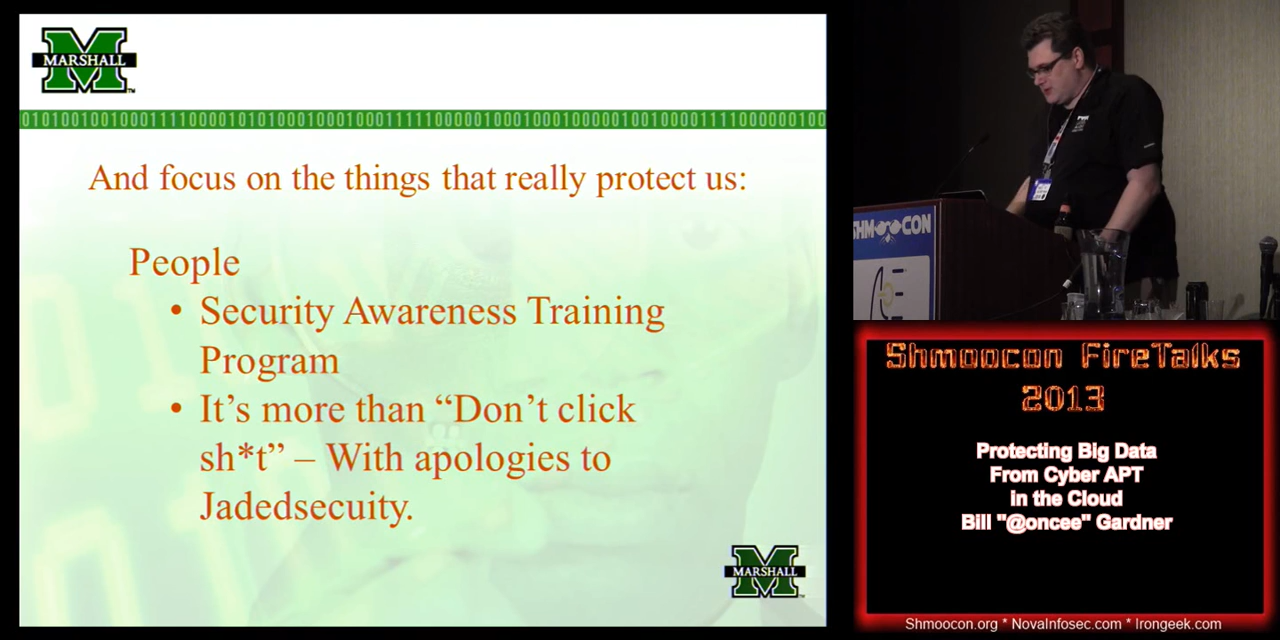 MARSHALL
And focus on the things that really protect us:
People
• Security Awareness Training
Program
• It’s more than “Don’t click
sh*t” – With apologies to
Jadedsecuity.
MARSHALL
SHMOOCON
Shmoocon FireTalks
2013
Protecting Big Data
From Cyber APT
in the Cloud
Bill "@oncee" Gardner
Shmoocon.org * NovaInfosec.com * Irongeek.com